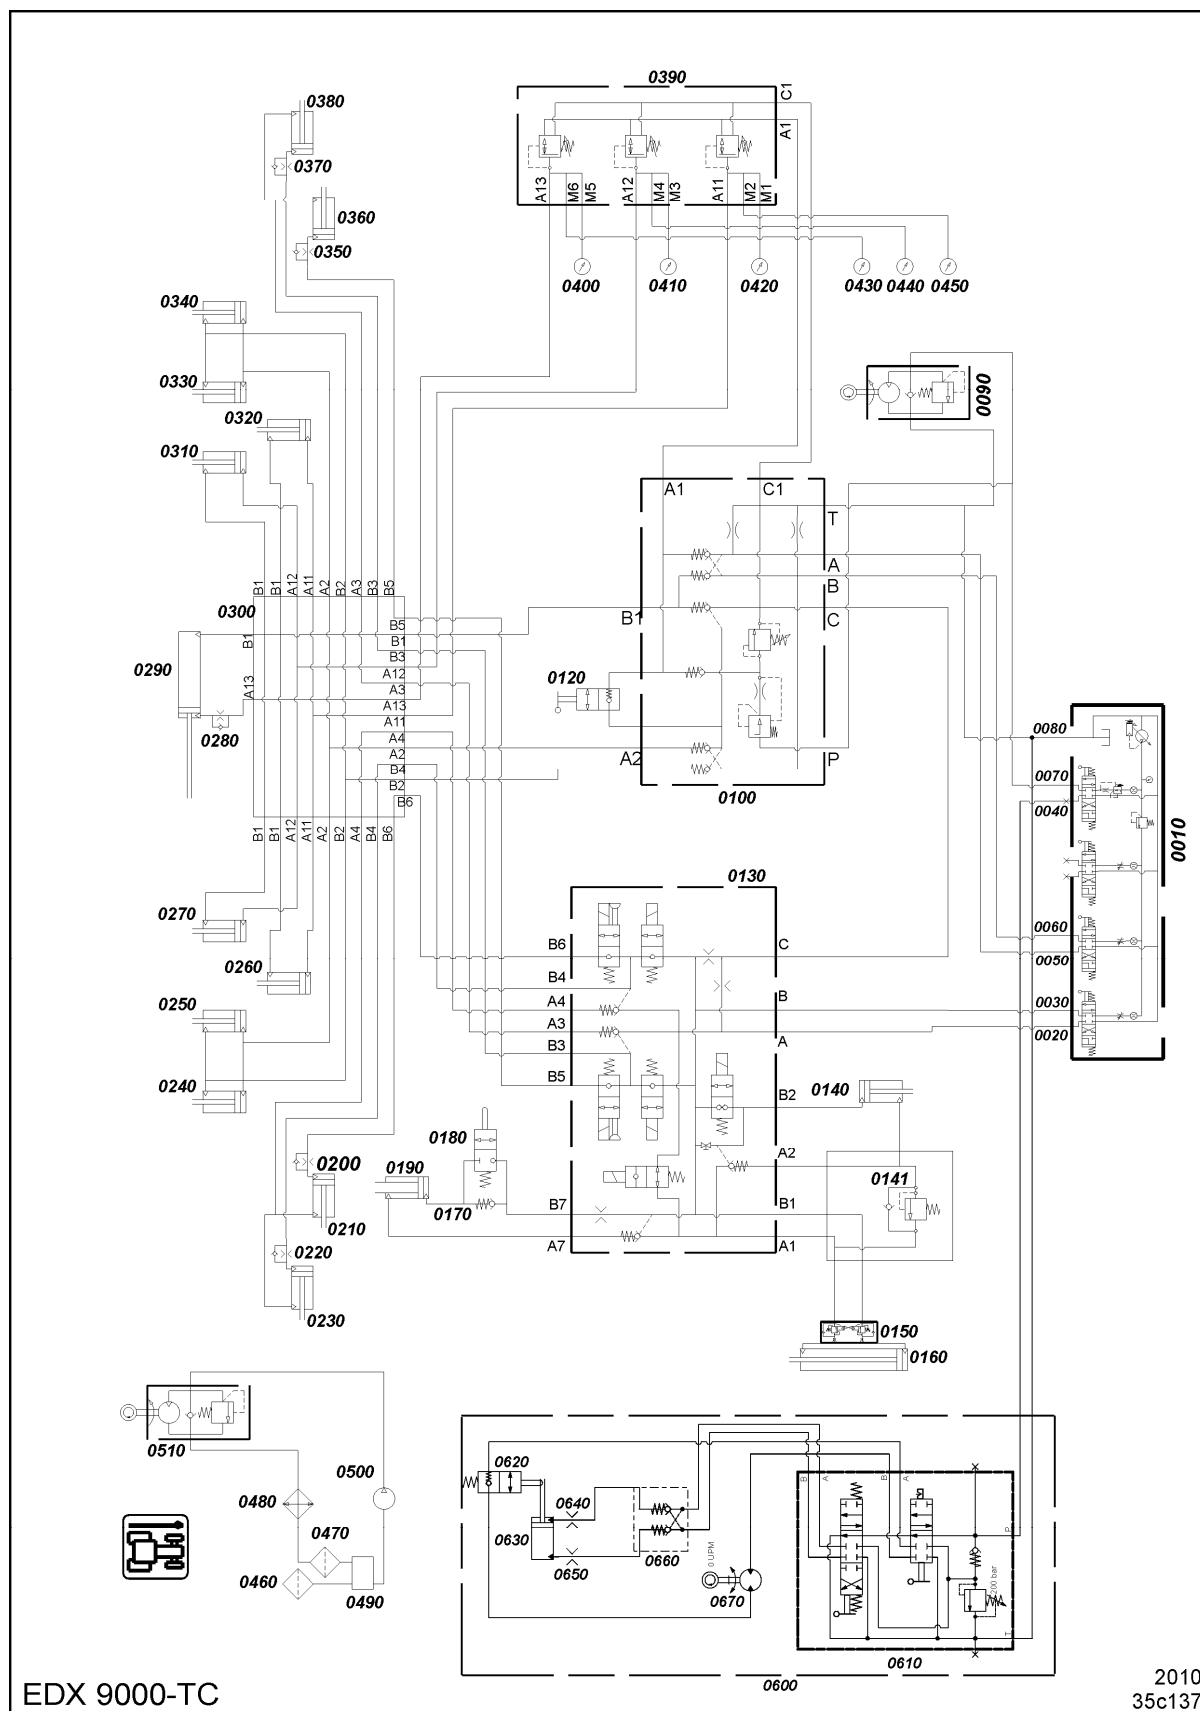 0390
C1
A1
A13
M6
M5
A12
M4
M3
A11
M2
M1
0400
0410
0420
0430
0440
0450
0380
0370
0360
0350
0340
0330
0320
0310
0090
A1
C1
T
A
B
C
B1
A2
P
0100
0120
B1
B1
A12
A11
A2
B2
A3
B3
B5
0300
B1
A13
B5
B1
B3
A12
A3
A13
A11
A4
A2
B4
B2
B6
0290
0280
B1
B1
A12
A11
A2
B2
A4
B4
B6
0080
0070
0040
0010
0060
0050
0030
0020
0130
B6
B4
A4
A3
B3
B5
B7
A7
C
B
A
B2
A2
B1
A1
0270
0260
0250
0240
0200
0210
0220
0230
0180
0190
0170
0140
0141
0150
0160
0510
0500
0480
0470
0460
0490
0620
0640
0630
0650
0660
0 UPM
0670
B
A
B
A
P
200 bar
T
0610
0600
EDX 9000-TC
2010
35c137